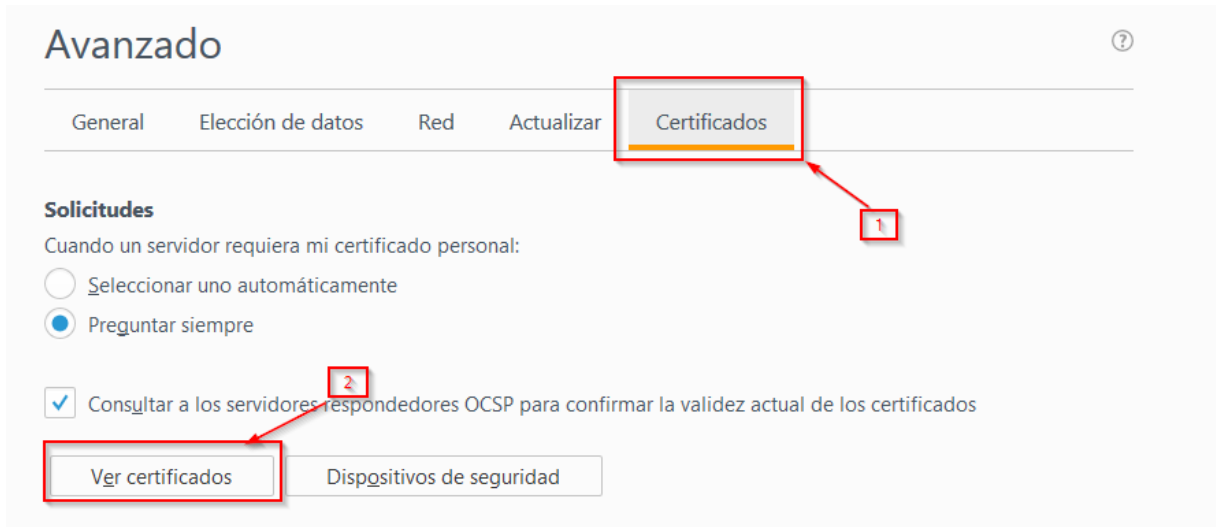 Avanzado
?
General Elección de datos Red Actualizar Certificados
Solicitudes
1
Cuando un servidor requiera mi certificado personal:
Seleccionar uno automáticamente
Preguntar siempre
2
Consultar a los servidores respondedores OCSP para confirmar la validez actual de los certificados
Ver certificados Dispositivos de seguridad